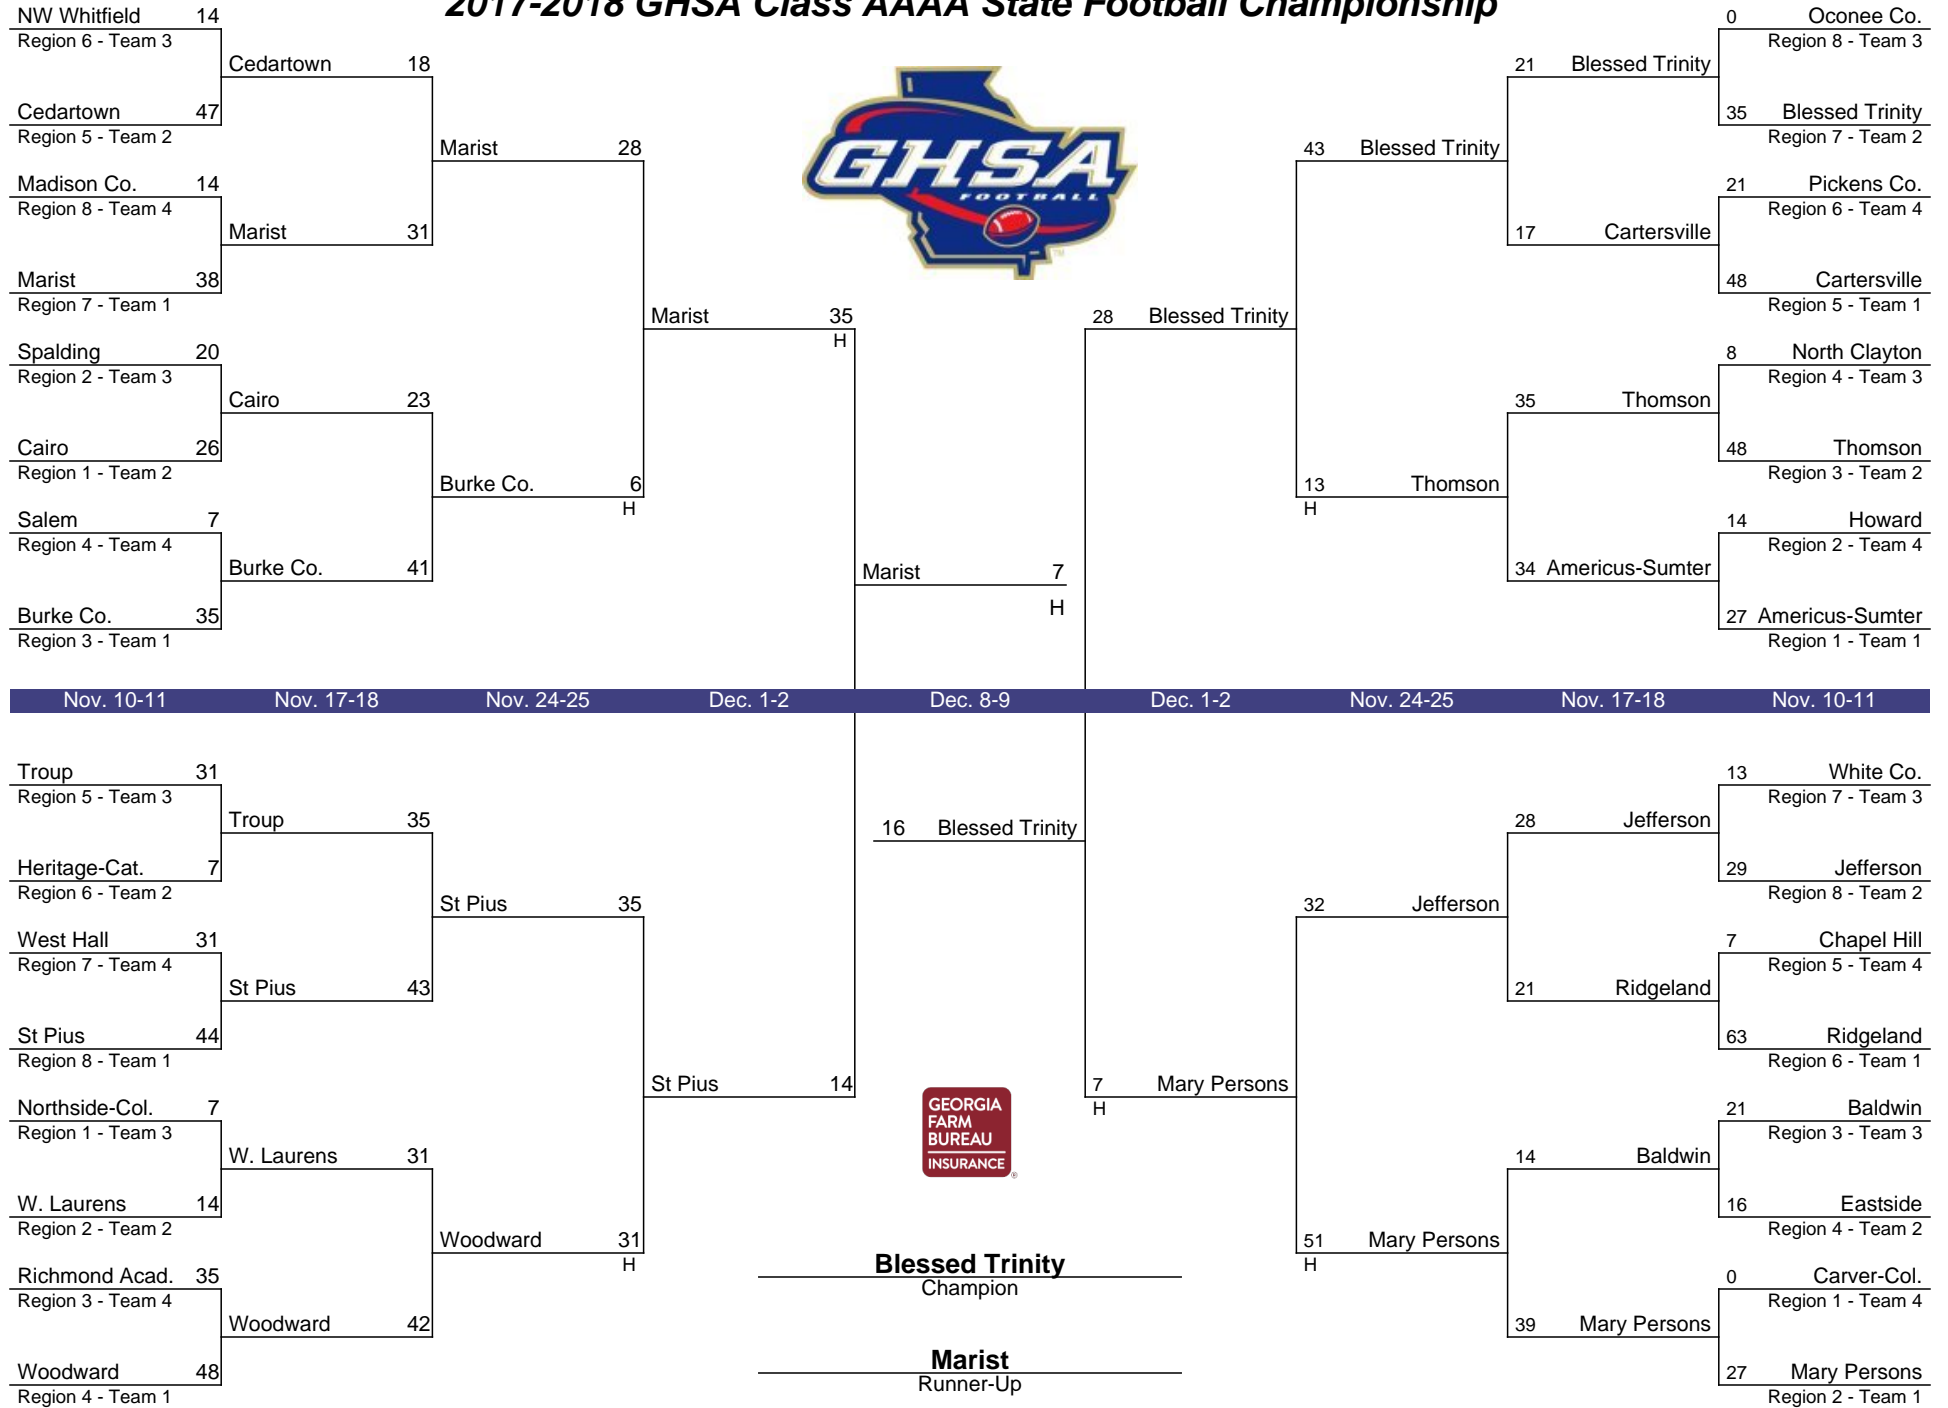 2017-2018 GHSA Class AAAA State Football Championship
NW Whitfield 14
Region 6 - Team 3
Cedartown 18
Cedartown 47
Region 5 - Team 2
Marist 28
Madison Co. 14
Region 8 - Team 4
Marist 31
Marist 38
Region 7 - Team 1
Marist 35
H
Spalding 20
Region 2 - Team 3
Cairo 23
Cairo 26
Region 1 - Team 2
Burke Co. 6
H
Salem 7
Region 4 - Team 4
Burke Co. 41
Burke Co. 35
Region 3 - Team 1
Marist 7
H
GHSA
FOOTBALL
TM
0 Oconee Co.
Region 8 - Team 3
21 Blessed Trinity
35 Blessed Trinity
Region 7 - Team 2
43 Blessed Trinity
21 Pickens Co.
Region 6 - Team 4
17 Cartersville
48 Cartersville
Region 5 - Team 1
28 Blessed Trinity
8 North Clayton
Region 4 - Team 3
35 Thomson
48 Thomson
Region 3 - Team 2
13 Thomson
H
14 Howard
Region 2 - Team 4
34 Americus-Sumter
27 Americus-Sumter
Region 1 - Team 1
Nov. 10-11 Nov. 17-18 Nov. 24-25 Dec. 1-2 Dec. 8-9 Dec. 1-2 Nov. 24-25 Nov. 17-18 Nov. 10-11
Troup 31
Region 5 - Team 3
Troup 35
Heritage-Cat. 7
Region 6 - Team 2
St Pius 35
West Hall 31
Region 7 - Team 4
St Pius 43
St Pius 44
Region 8 - Team 1
St Pius 14
Northside-Col. 7
Region 1 - Team 3
W. Laurens 31
W. Laurens 14
Region 2 - Team 2
Woodward 31
H
Richmond Acad. 35
Region 3 - Team 4
Woodward 42
Woodward 48
Region 4 - Team 1
16 Blessed Trinity
GEORGIA
FARM
BUREAU
INSURANCE
®
Blessed Trinity
Champion
Marist
Runner-Up
13 White Co.
Region 7 - Team 3
28 Jefferson
29 Jefferson
Region 8 - Team 2
32 Jefferson
7 Chapel Hill
Region 5 - Team 4
21 Ridgeland
63 Ridgeland
Region 6 - Team 1
7 Mary Persons
H
21 Baldwin
Region 3 - Team 3
14 Baldwin
16 Eastside
Region 4 - Team 2
51 Mary Persons
H
0 Carver-Col.
Region 1 - Team 4
39 Mary Persons
27 Mary Persons
Region 2 - Team 1